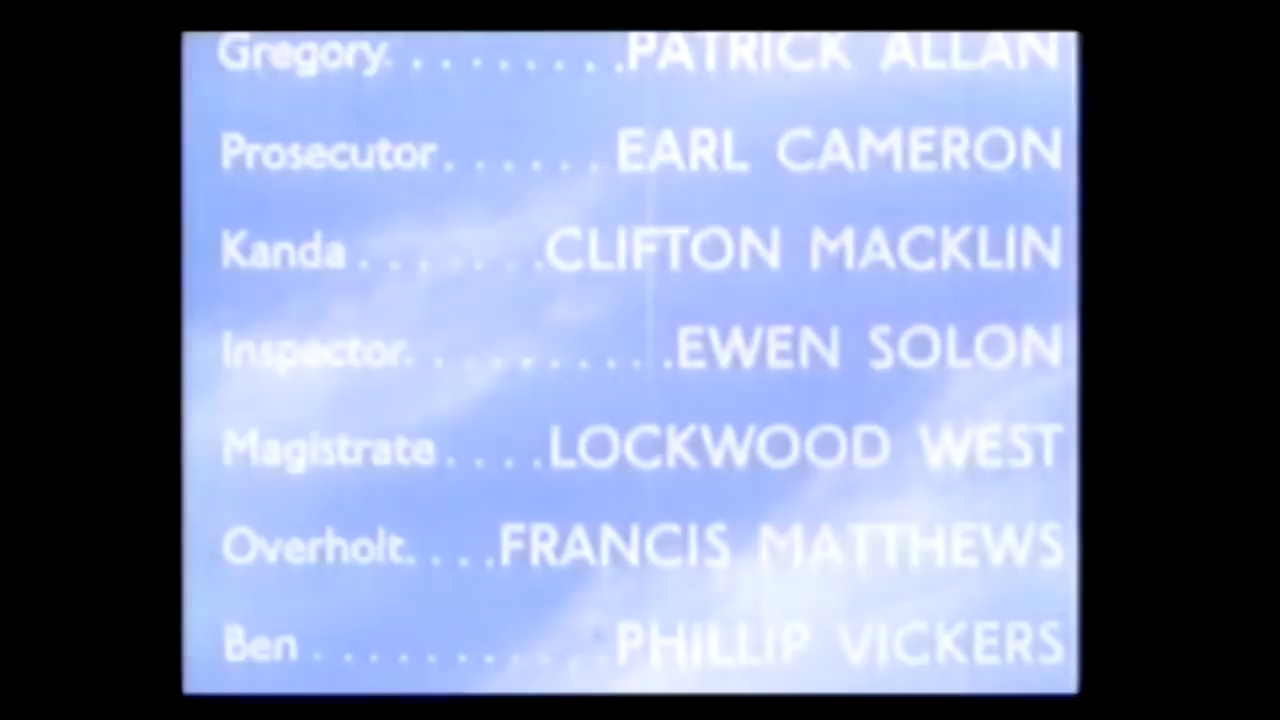 Gregory.........PATRICK ALLAN
Prosecutor......EARL CAMERON
Kanda.......CLIFTON MACKLIN
Inspector..........EWEN SOLON
Magistrate....LOCKWOOD WEST
Overholt....FRANCIS MATTHEWS
Ben...........PHILLIP VICKERS